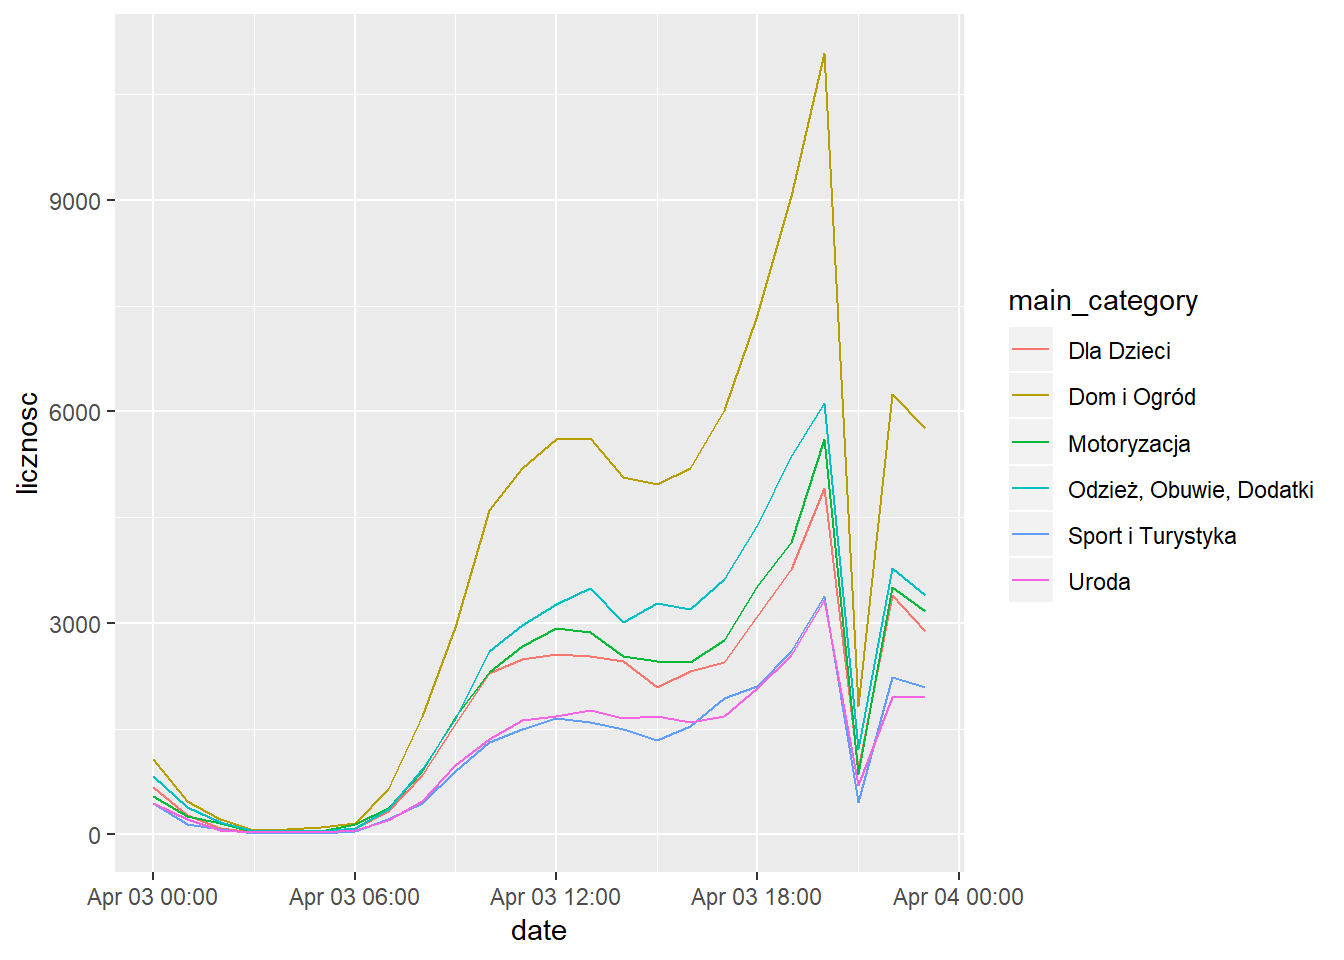 licznosc
9000
6000
3000
0
Apr 03 00:00 Apr 03 06:00 Apr 03 12:00 Apr 03 18:00 Apr 04 00:00
date
main_category
Dla Dzieci
Dom i Ogród
Motoryzacja
Odzież, Obuwie, Dodatki
Sport i Turystyka
Uroda